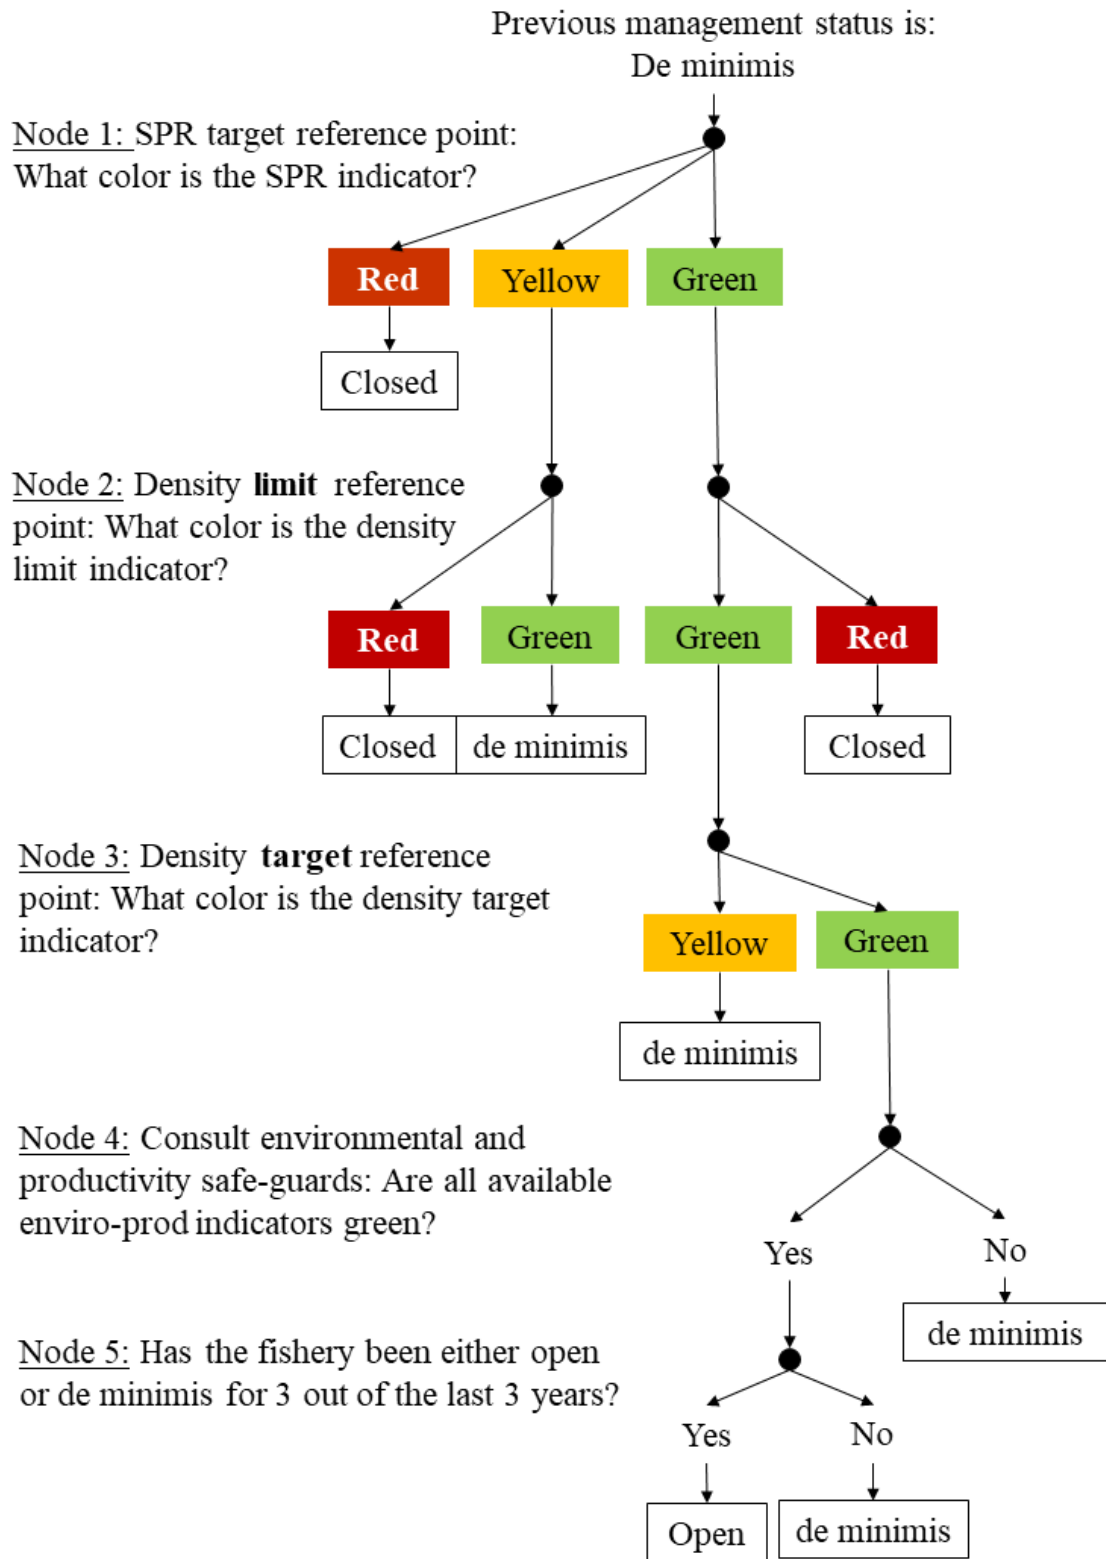 Previous management status is:
De minimis
Node 1: SPR target reference point:
What color is the SPR indicator?
Red
Yellow
Green
Closed
Node 2: Density limit reference
point: What color is the density
limit indicator?
Red
Green
Green
Red
Closed
de minimis
Closed
Node 3: Density target reference
point: What color is the density target
indicator?
Yellow
Green
de minimis
Node 4: Consult environmental and
productivity safe-guards: Are all available
enviro-prod indicators green?
Yes
No
de minimis
Node 5: Has the fishery been either open
or de minimis for 3 out of the last 3 years?
Yes
No
Open
de minimis